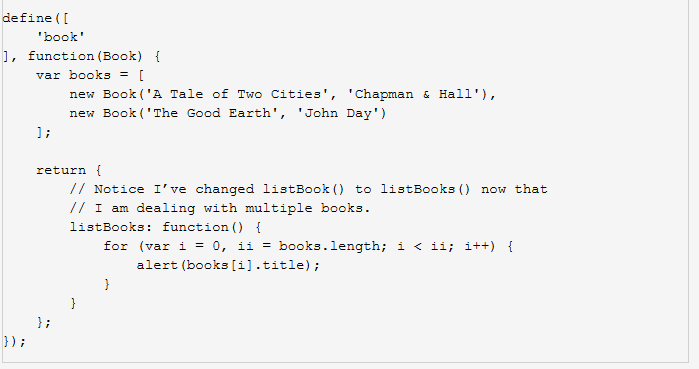 define([
    'book'
], function(Book) {
    var books = [
        new Book('A Tale of Two Cities', 'Chapman & Hall'),
        new Book('The Good Earth', 'John Day')
    ];

    return {
        // Notice I’ve changed listBook() to listBooks() now that
        // I am dealing with multiple books.
        listBooks: function() {
            for (var i = 0, ii = books.length; i < ii; i++) {
                alert(books[i].title);
            }
        }
    };
});